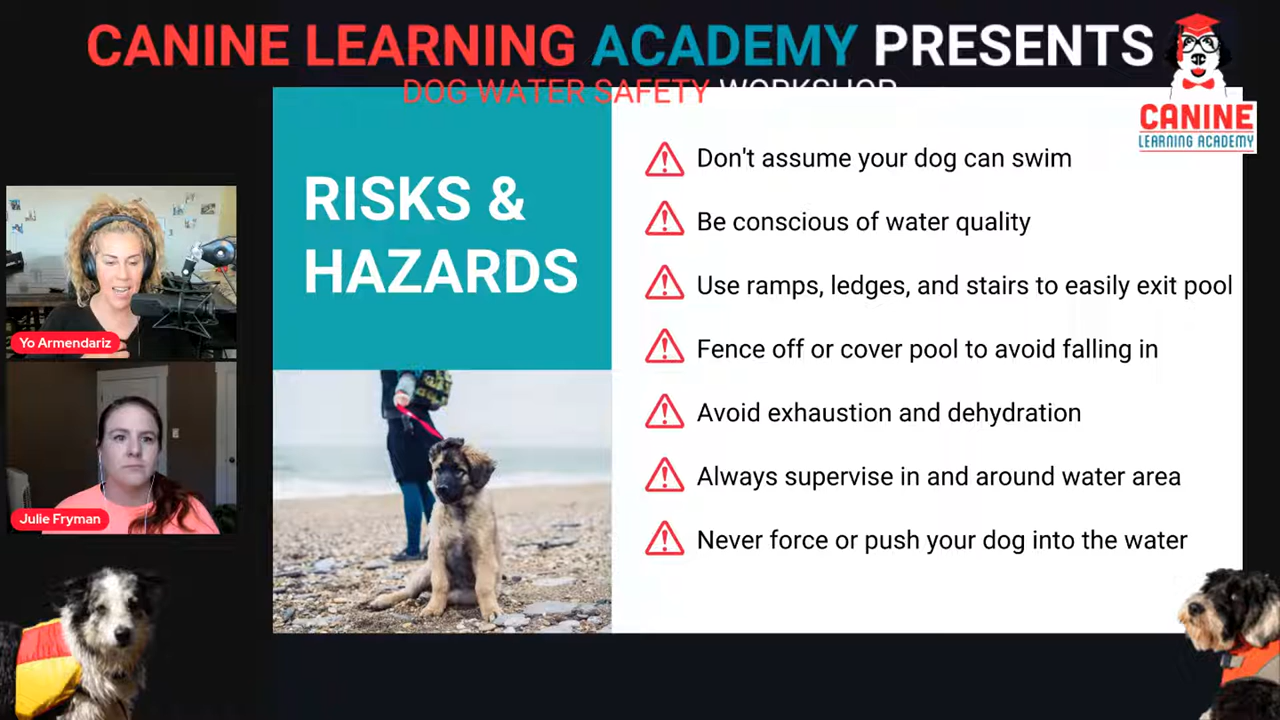 CANINE LEARNING ACADEMY PRESENTS
DOG WATER SAFETY WORKSHOP
CANINE
LEARNING ACADEMY
RISKS &
HAZARDS
Don't assume your dog can swim
Be conscious of water quality
Use ramps, ledges, and stairs to easily exit pool
Fence off or cover pool to avoid falling in
Avoid exhaustion and dehydration
Always supervise in and around water area
Never force or push your dog into the water
Yo Armendariz
Julie Fryman